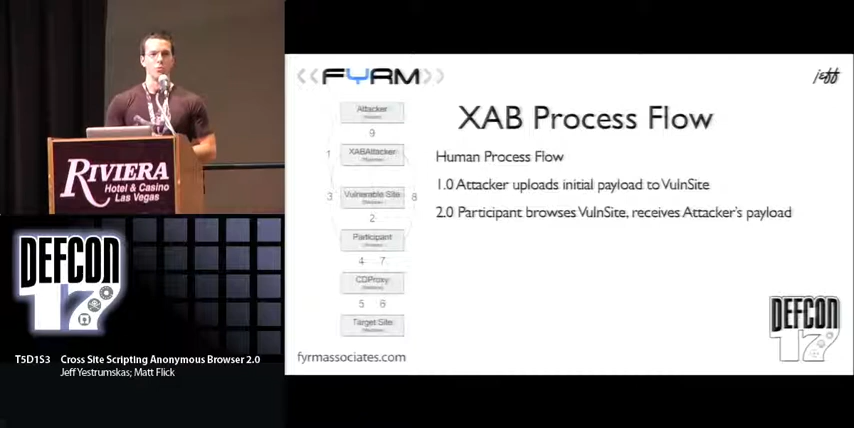 RIVIERA
Hotel & Casino
Las Vegas
DEFCON
17
T5D1S3 Cross Site Scripting Anonymous Browser 2.0
Jeff Yestrumskas; Matt Flick
<<FYRM>>
jeff
XAB Process Flow
Human Process Flow
1.0 Attacker uploads initial payload to VulnSite
2.0 Participant browses VulnSite, receives Attacker's payload
Attacker
9
1
XABAttacker
3
Vulnerable Site
8
2
Participant
4 7
CDProxy
5 6
Target Site
fyrmassociates.com
DEFCON
17